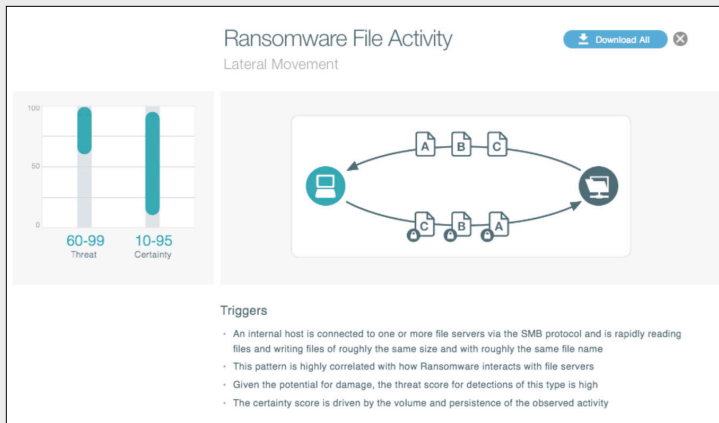 Ransomware File Activity
Download All
Lateral Movement
100
50
0
60-99
10-95
Threat
Certainty
A
B
C
C
B
A
Triggers
• An internal host is connected to one or more file servers via the SMB protocol and is rapidly reading
files and writing files of roughly the same size and with roughly the same file name
• This pattern is highly correlated with how Ransomware interacts with file servers
• Given the potential for damage, the threat score for detections of this type is high
• The certainty score is driven by the volume and persistence of the observed activity